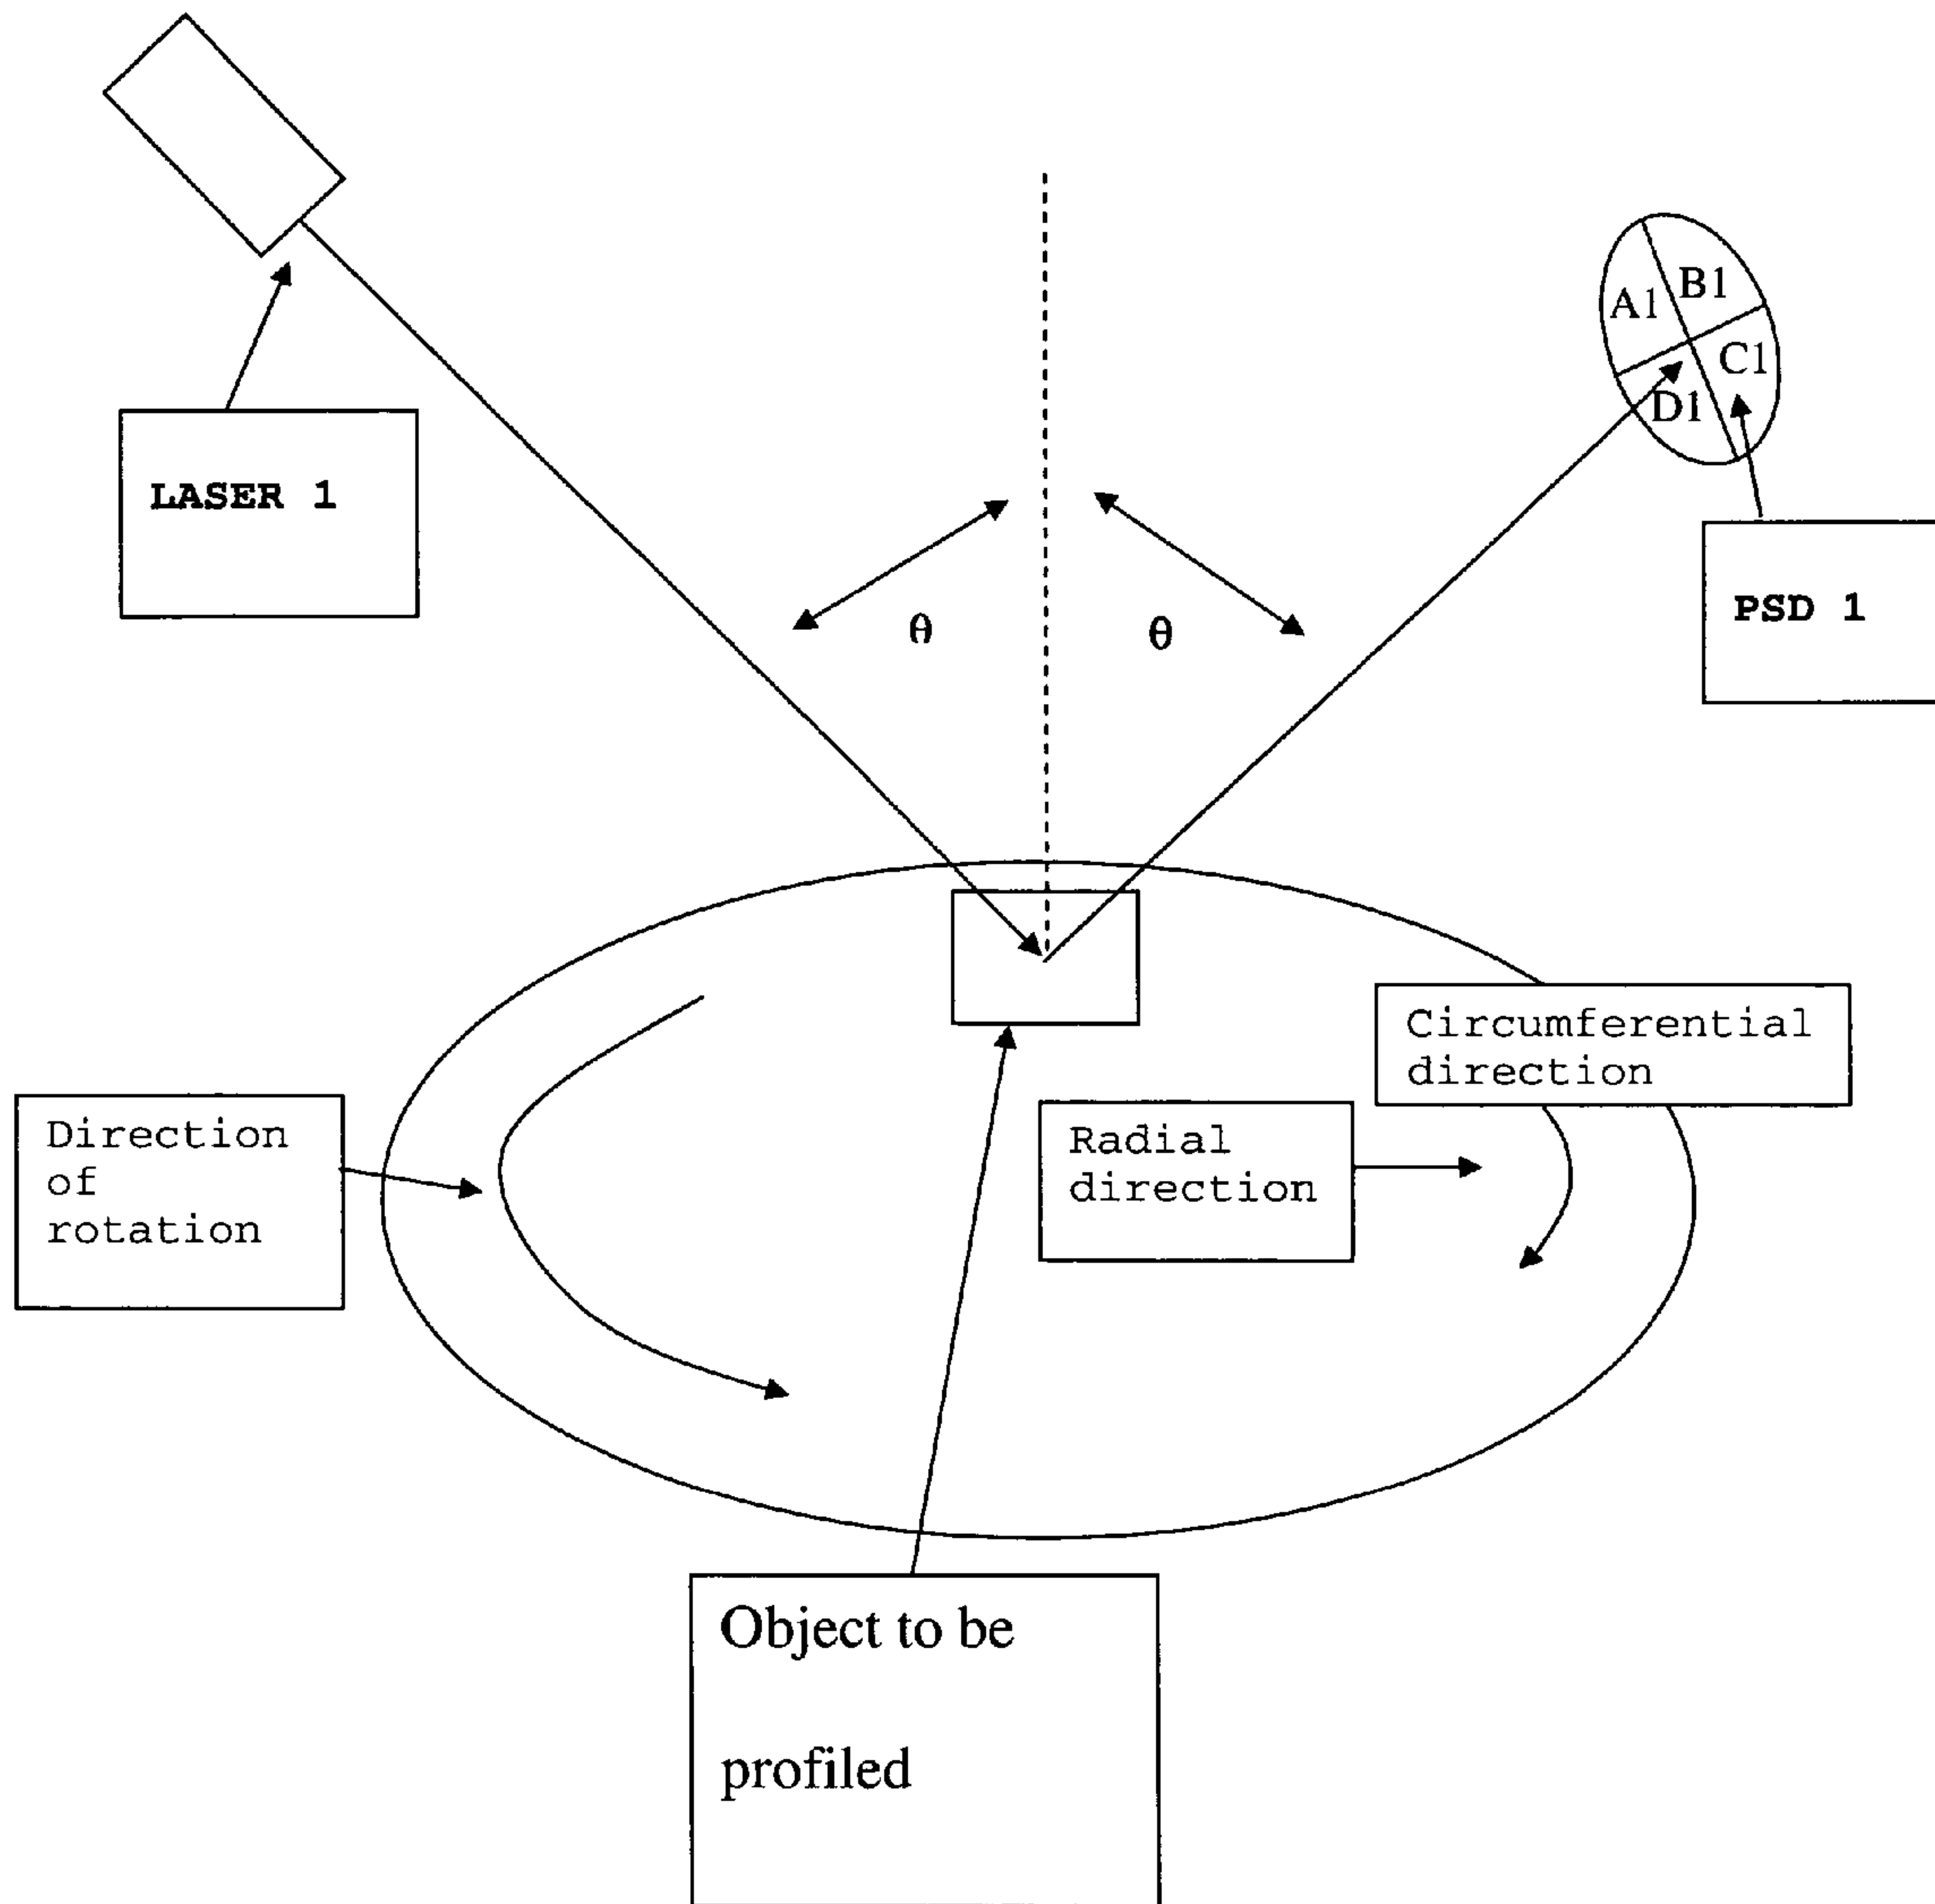 A1
B1
C1
D1
LASER 1
PSD 1
θ
θ
Circumferential
direction
Direction
of
rotation
Radial
direction
Object to be
profiled